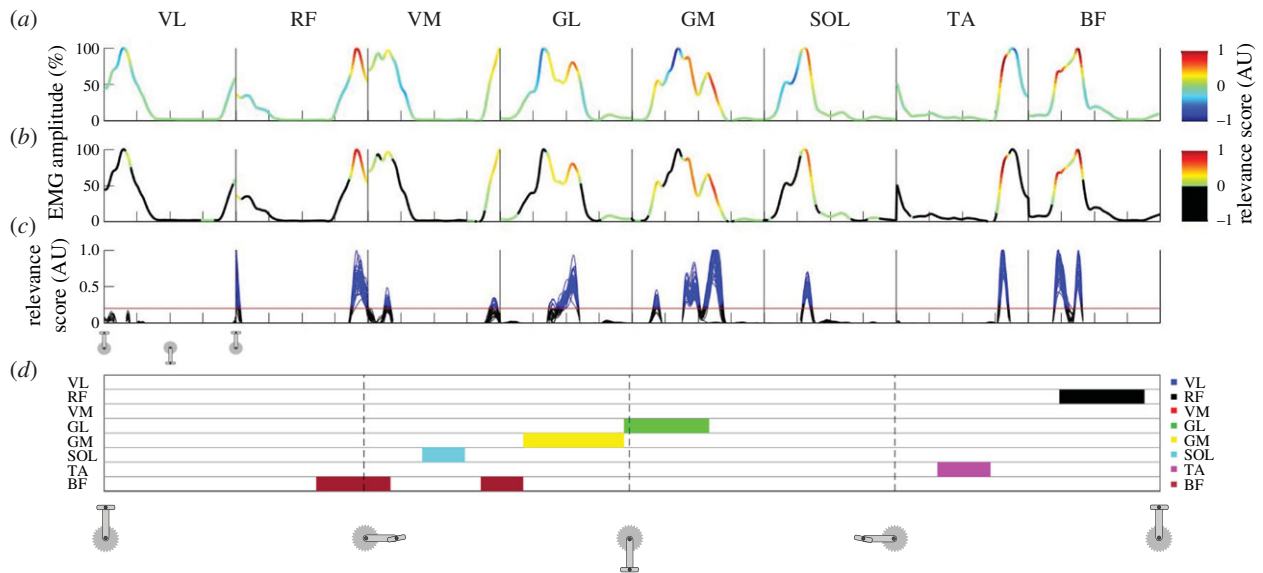 (a) VL RF VM GL GM SOL TA BF
EMG amplitude (%)
100
50
0
1
0
–1
relevance score (AU)
(b)
100
50
0
1
0
–1
relevance score (AU)
(c)
relevance
score (AU)
1.0
0.5
0
(d)
VL
RF
VM
GL
GM
SOL
TA
BF
VL
RF
VM
GL
GM
SOL
TA
BF